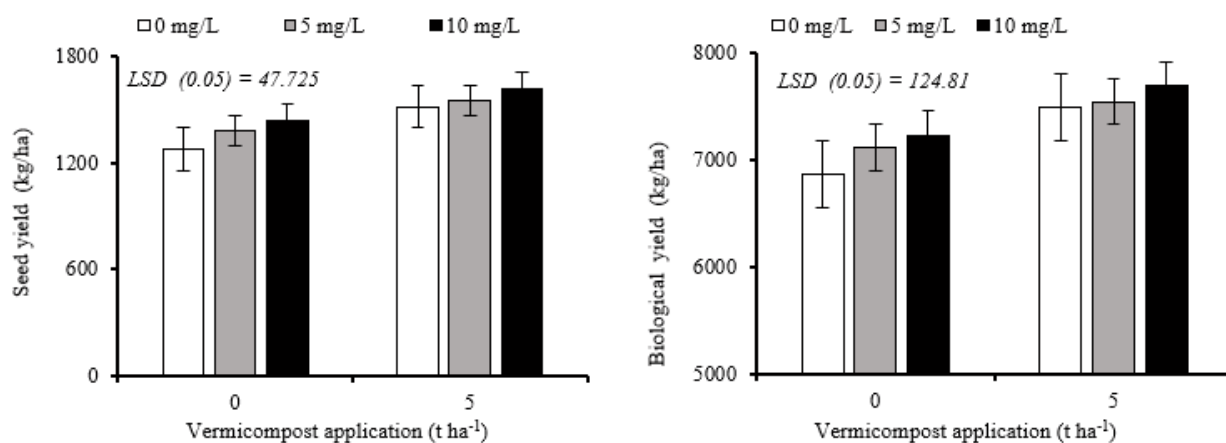 0 mg/L 5 mg/L 10 mg/L
LSD (0.05) = 47.725
Seed yield (kg/ha)
1800
1200
600
0
0 5
Vermicompost application (t ha⁻¹)
0 mg/L 5 mg/L 10 mg/L
LSD (0.05) = 124.81
Biological yield (kg/ha)
8000
7000
6000
5000
0 5
Vermicompost application (t ha⁻¹)